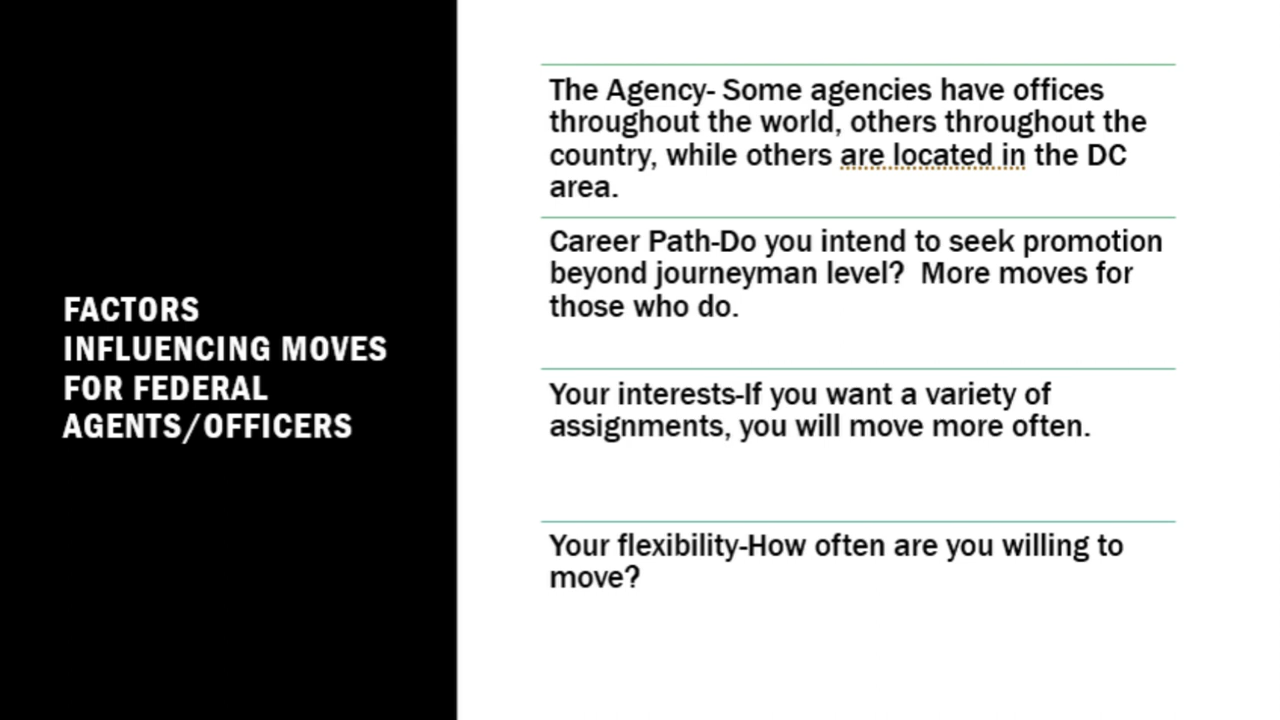 FACTORS
INFLUENCING MOVES
FOR FEDERAL
AGENTS/OFFICERS
The Agency- Some agencies have offices
throughout the world, others throughout the
country, while others are located in the DC
area.
Career Path-Do you intend to seek promotion
beyond journeyman level?  More moves for
those who do.
Your interests-If you want a variety of
assignments, you will move more often.
Your flexibility-How often are you willing to
move?